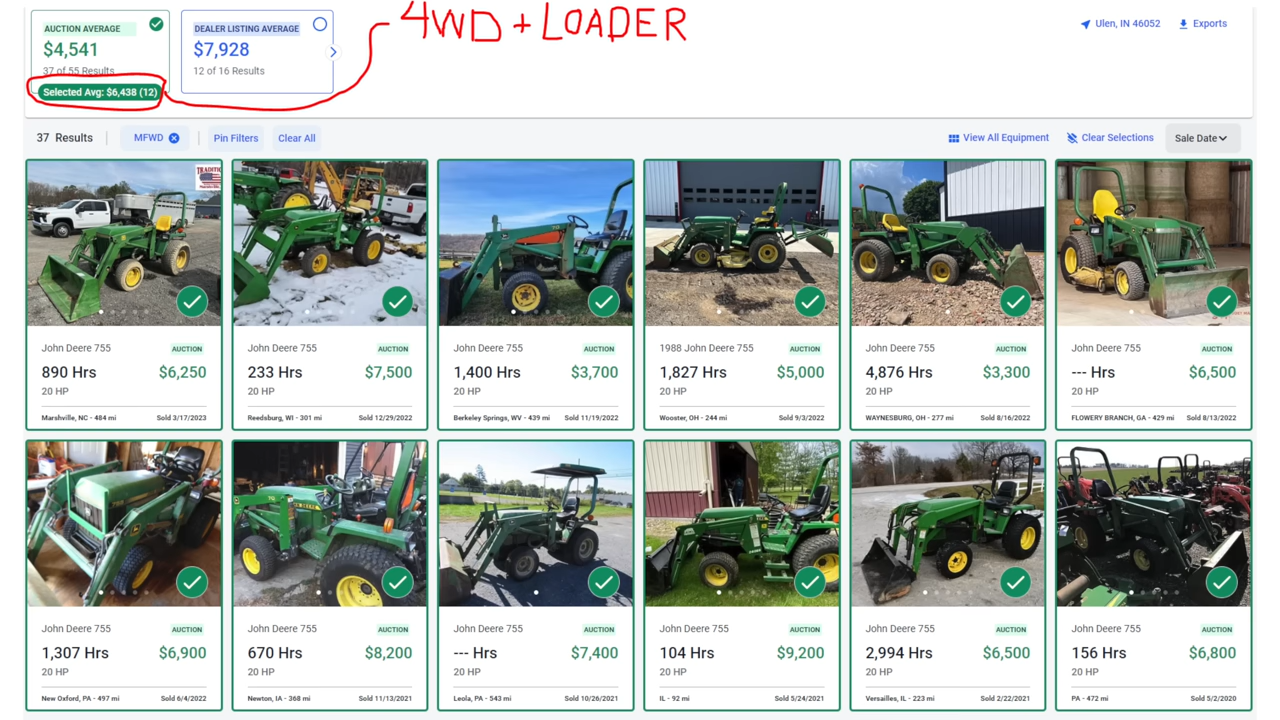 AUCTION AVERAGE
$4,541
37 of 55 Results
Selected Avg: $6,438 (12)
DEALER LISTING AVERAGE
$7,928
12 of 16 Results
4WD + LOADER
Ulen, IN 46052
Exports
37 Results
MFWD
Pin Filters
Clear All
View All Equipment
Clear Selections
Sale Date
John Deere 755
AUCTION
890 Hrs
$6,250
20 HP
Marshville, NC - 484 mi
Sold 3/17/2023
John Deere 755
AUCTION
233 Hrs
$7,500
20 HP
Reedsburg, WI - 301 mi
Sold 12/29/2022
John Deere 755
AUCTION
1,400 Hrs
$3,700
20 HP
Berkeley Springs, WV - 439 mi
Sold 11/19/2022
1988 John Deere 755
AUCTION
1,827 Hrs
$5,000
20 HP
Wooster, OH - 244 mi
Sold 9/3/2022
John Deere 755
AUCTION
4,876 Hrs
$3,300
20 HP
WAYNESBURG, OH - 277 mi
Sold 8/16/2022
John Deere 755
AUCTION
--- Hrs
$6,500
20 HP
FLOWERY BRANCH, GA - 429 mi
Sold 8/13/2022
John Deere 755
AUCTION
1,307 Hrs
$6,900
20 HP
New Oxford, PA - 497 mi
Sold 6/4/2022
John Deere 755
AUCTION
670 Hrs
$8,200
20 HP
Newton, IA - 368 mi
Sold 11/13/2021
John Deere 755
AUCTION
--- Hrs
$7,400
20 HP
Leola, PA - 543 mi
Sold 10/26/2021
John Deere 755
AUCTION
104 Hrs
$9,200
20 HP
IL - 92 mi
Sold 5/24/2021
John Deere 755
AUCTION
2,994 Hrs
$6,500
20 HP
Versailles, IL - 223 mi
Sold 2/22/2021
John Deere 755
AUCTION
156 Hrs
$6,800
20 HP
PA - 472 mi
Sold 5/2/2020